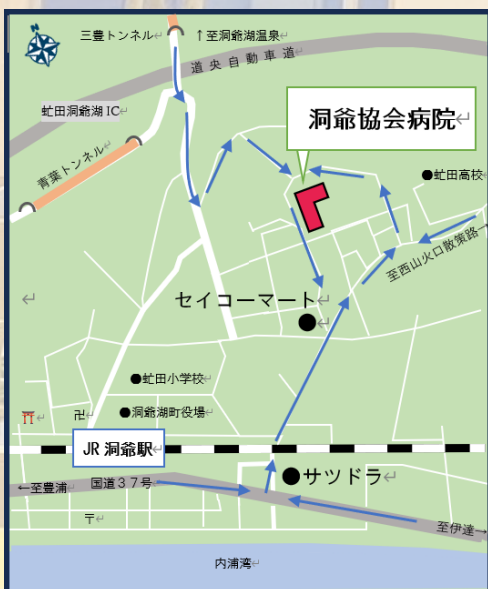 三豊トンネル
↑至洞爺湖温泉
道央自動車道
虻田洞爺湖IC
洞爺協会病院
青葉トンネル
●虻田高校
至西山火口散策路→
セイコーマート
●
●虻田小学校
卍
●洞爺湖町役場
JR 洞爺駅
●サツドラ
←至豊浦
国道37号
〒
至伊達→
内浦湾